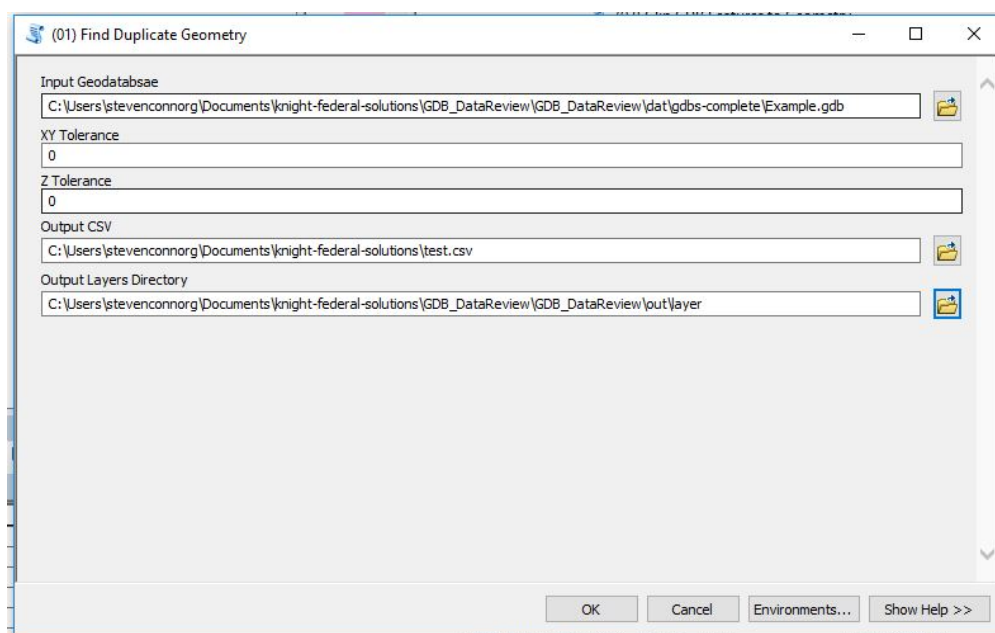 (01) Find Duplicate Geometry
Input Geodatabsae
C:\Users\stevenconnorg\Documents\knight-federal-solutions\GDB_DataReview\GDB_DataReview\dat\gdbs-complete\Example.gdb
XY Tolerance
0
Z Tolerance
0
Output CSV
C:\Users\stevenconnorg\Documents\knight-federal-solutions\test.csv
Output Layers Directory
C:\Users\stevenconnorg\Documents\knight-federal-solutions\GDB_DataReview\GDB_DataReview\out\layer
OK Cancel Environments... Show Help >>